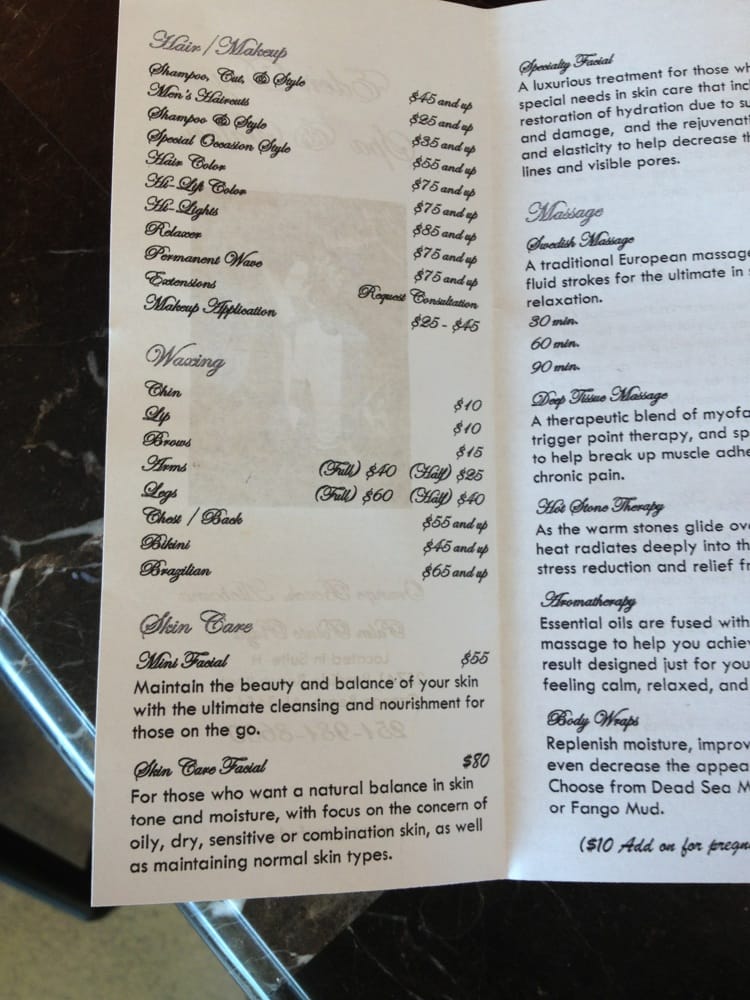 Hair / Makeup
Shampoo, Cut, & Style $45 and up
Men's Haircuts $25 and up
Shampoo & Style $35 and up
Special Occasion Style $55 and up
Hair Color $75 and up
Hi-Lift Color $75 and up
Hi-Lights $85 and up
Relaxer $75 and up
Permanent Wave $75 and up
Extensions Request Consultation
Makeup Application $25 - $45
Waxing
Chin $10
Lip $10
Brows $15
Arms (Full) $40 (Half) $25
Legs (Full) $60 (Half) $40
Chest / Back $55 and up
Bikini $45 and up
Brazilian $65 and up
Skin Care
Mini Facial $55
Maintain the beauty and balance of your skin
with the ultimate cleansing and nourishment for
those on the go.
Skin Care Facial $80
For those who want a natural balance in skin
tone and moisture, with focus on the concern of
oily, dry, sensitive or combination skin, as well
as maintaining normal skin types.
Specialty Facial
A luxurious treatment for those wh
special needs in skin care that incl
restoration of hydration due to su
and damage, and the rejuvenati
and elasticity to help decrease th
lines and visible pores.
Massage
Swedish Massage
A traditional European massage
fluid strokes for the ultimate in s
relaxation.
30 min.
60 min.
90 min.
Deep Tissue Massage
A therapeutic blend of myofa
trigger point therapy, and sp
to help break up muscle adhe
chronic pain.
Hot Stone Therapy
As the warm stones glide ov
heat radiates deeply into th
stress reduction and relief fr
Aromatherapy
Essential oils are fused with
massage to help you achiev
result designed just for you
feeling calm, relaxed, and
Body Wraps
Replenish moisture, improv
even decrease the appea
Choose from Dead Sea M
or Fango Mud.
($10 Add on for pregn